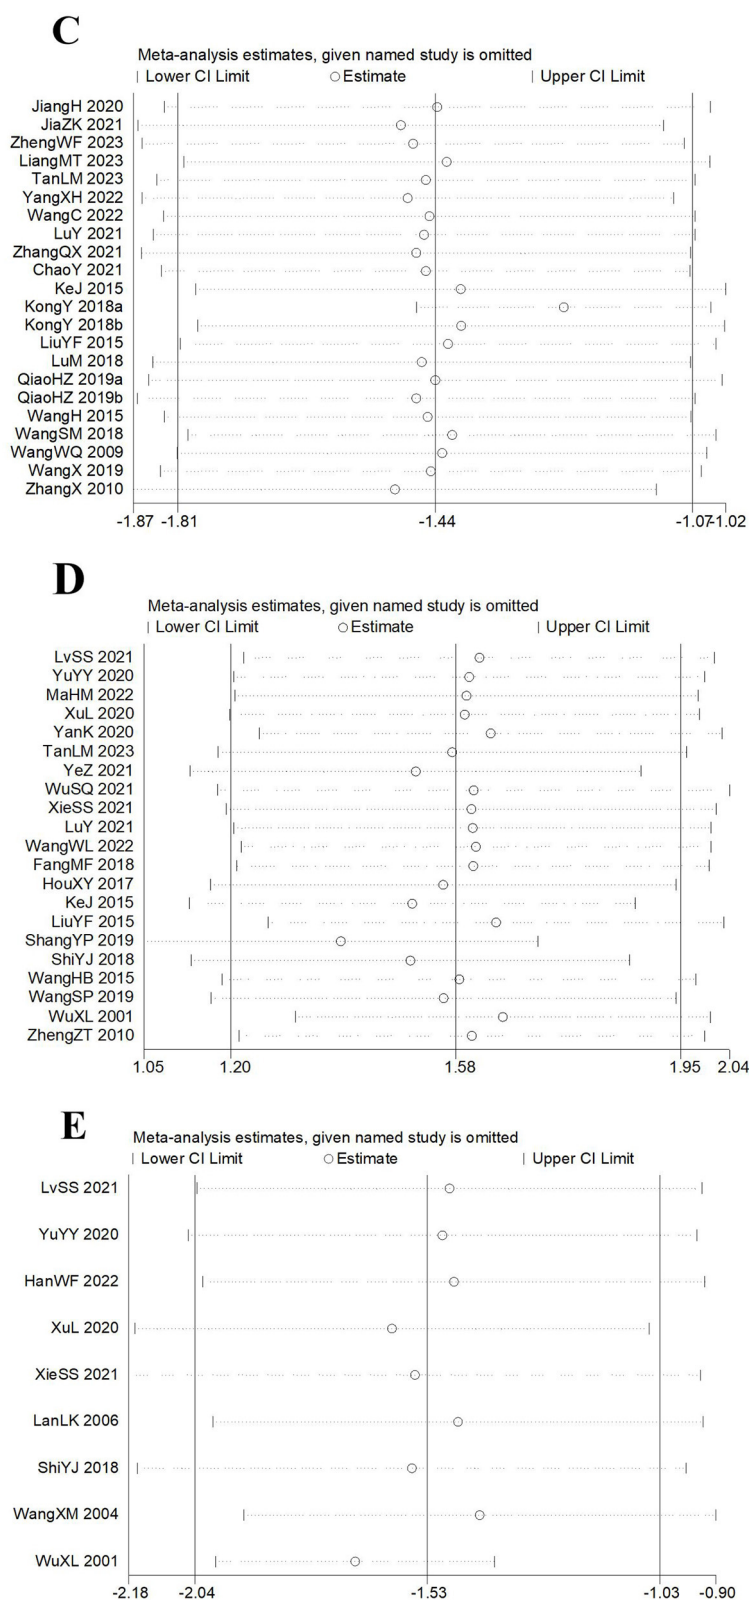 C
Meta-analysis estimates, given named study is omitted
Lower CI Limit Estimate Upper CI Limit
JiangH 2020
JiaZK 2021
ZhengWF 2023
LiangMT 2023
TanLM 2023
YangXH 2022
WangC 2022
LuY 2021
ZhangQX 2021
ChaoY 2021
KeJ 2015
KongY 2018a
KongY 2018b
LiuYF 2015
LuM 2018
QiaoHZ 2019a
QiaoHZ 2019b
WangH 2015
WangSM 2018
WangWQ 2009
WangX 2019
ZhangX 2010
-1.87 -1.81 -1.44 -1.07 -1.02
D
Meta-analysis estimates, given named study is omitted
Lower CI Limit Estimate Upper CI Limit
LvSS 2021
YuYY 2020
MaHM 2022
XuL 2020
YanK 2020
TanLM 2023
YeZ 2021
WuSQ 2021
XieSS 2021
LuY 2021
WangWL 2022
FangMF 2018
HouXY 2017
KeJ 2015
LiuYF 2015
ShangYP 2019
ShiYJ 2018
WangHB 2015
WangSP 2019
WuXL 2001
ZhengZT 2010
1.05 1.20 1.58 1.95 2.04
E
Meta-analysis estimates, given named study is omitted
Lower CI Limit Estimate Upper CI Limit
LvSS 2021
YuYY 2020
HanWF 2022
XuL 2020
XieSS 2021
LanLK 2006
ShiYJ 2018
WangXM 2004
WuXL 2001
-2.18 -2.04 -1.53 -1.03 -0.90